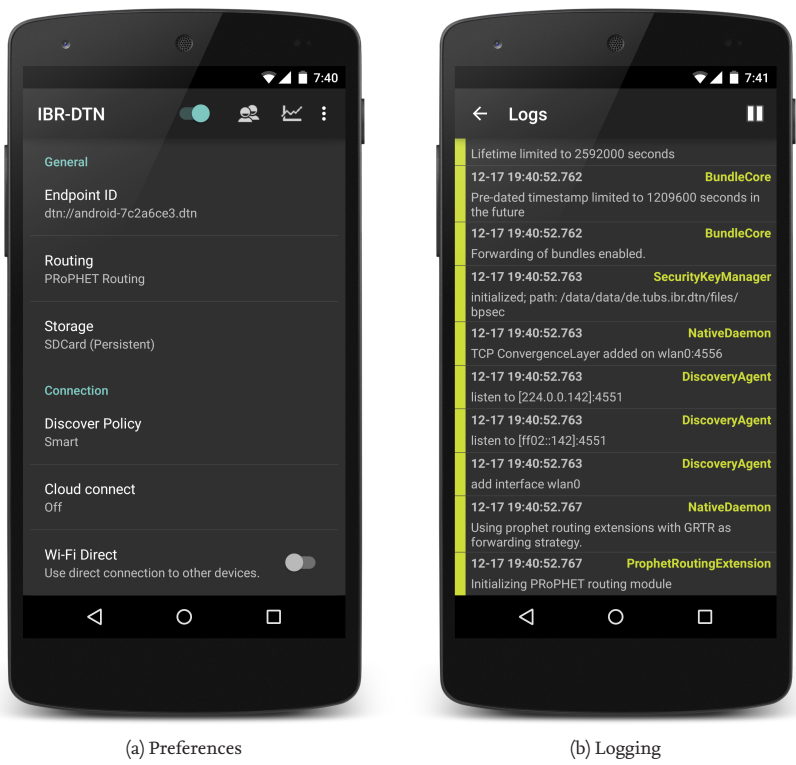 7:40
IBR-DTN
General
Endpoint ID
dtn://android-7c2a6ce3.dtn
Routing
PRoPHET Routing
Storage
SDCard (Persistent)
Connection
Discover Policy
Smart
Cloud connect
Off
Wi-Fi Direct
Use direct connection to other devices.
(a) Preferences
7:41
Logs
Lifetime limited to 2592000 seconds
12-17 19:40:52.762 BundleCore
Pre-dated timestamp limited to 1209600 seconds in
the future
12-17 19:40:52.762 BundleCore
Forwarding of bundles enabled.
12-17 19:40:52.763 SecurityKeyManager
initialized; path: /data/data/de.tubs.ibr.dtn/files/
bpsec
12-17 19:40:52.763 NativeDaemon
TCP ConvergenceLayer added on wlan0:4556
12-17 19:40:52.763 DiscoveryAgent
listen to [224.0.0.142]:4551
12-17 19:40:52.763 DiscoveryAgent
listen to [ff02::142]:4551
12-17 19:40:52.763 DiscoveryAgent
add interface wlan0
12-17 19:40:52.767 NativeDaemon
Using prophet routing extensions with GRTR as
forwarding strategy.
12-17 19:40:52.767 ProphetRoutingExtension
Initializing PRoPHET routing module
(b) Logging